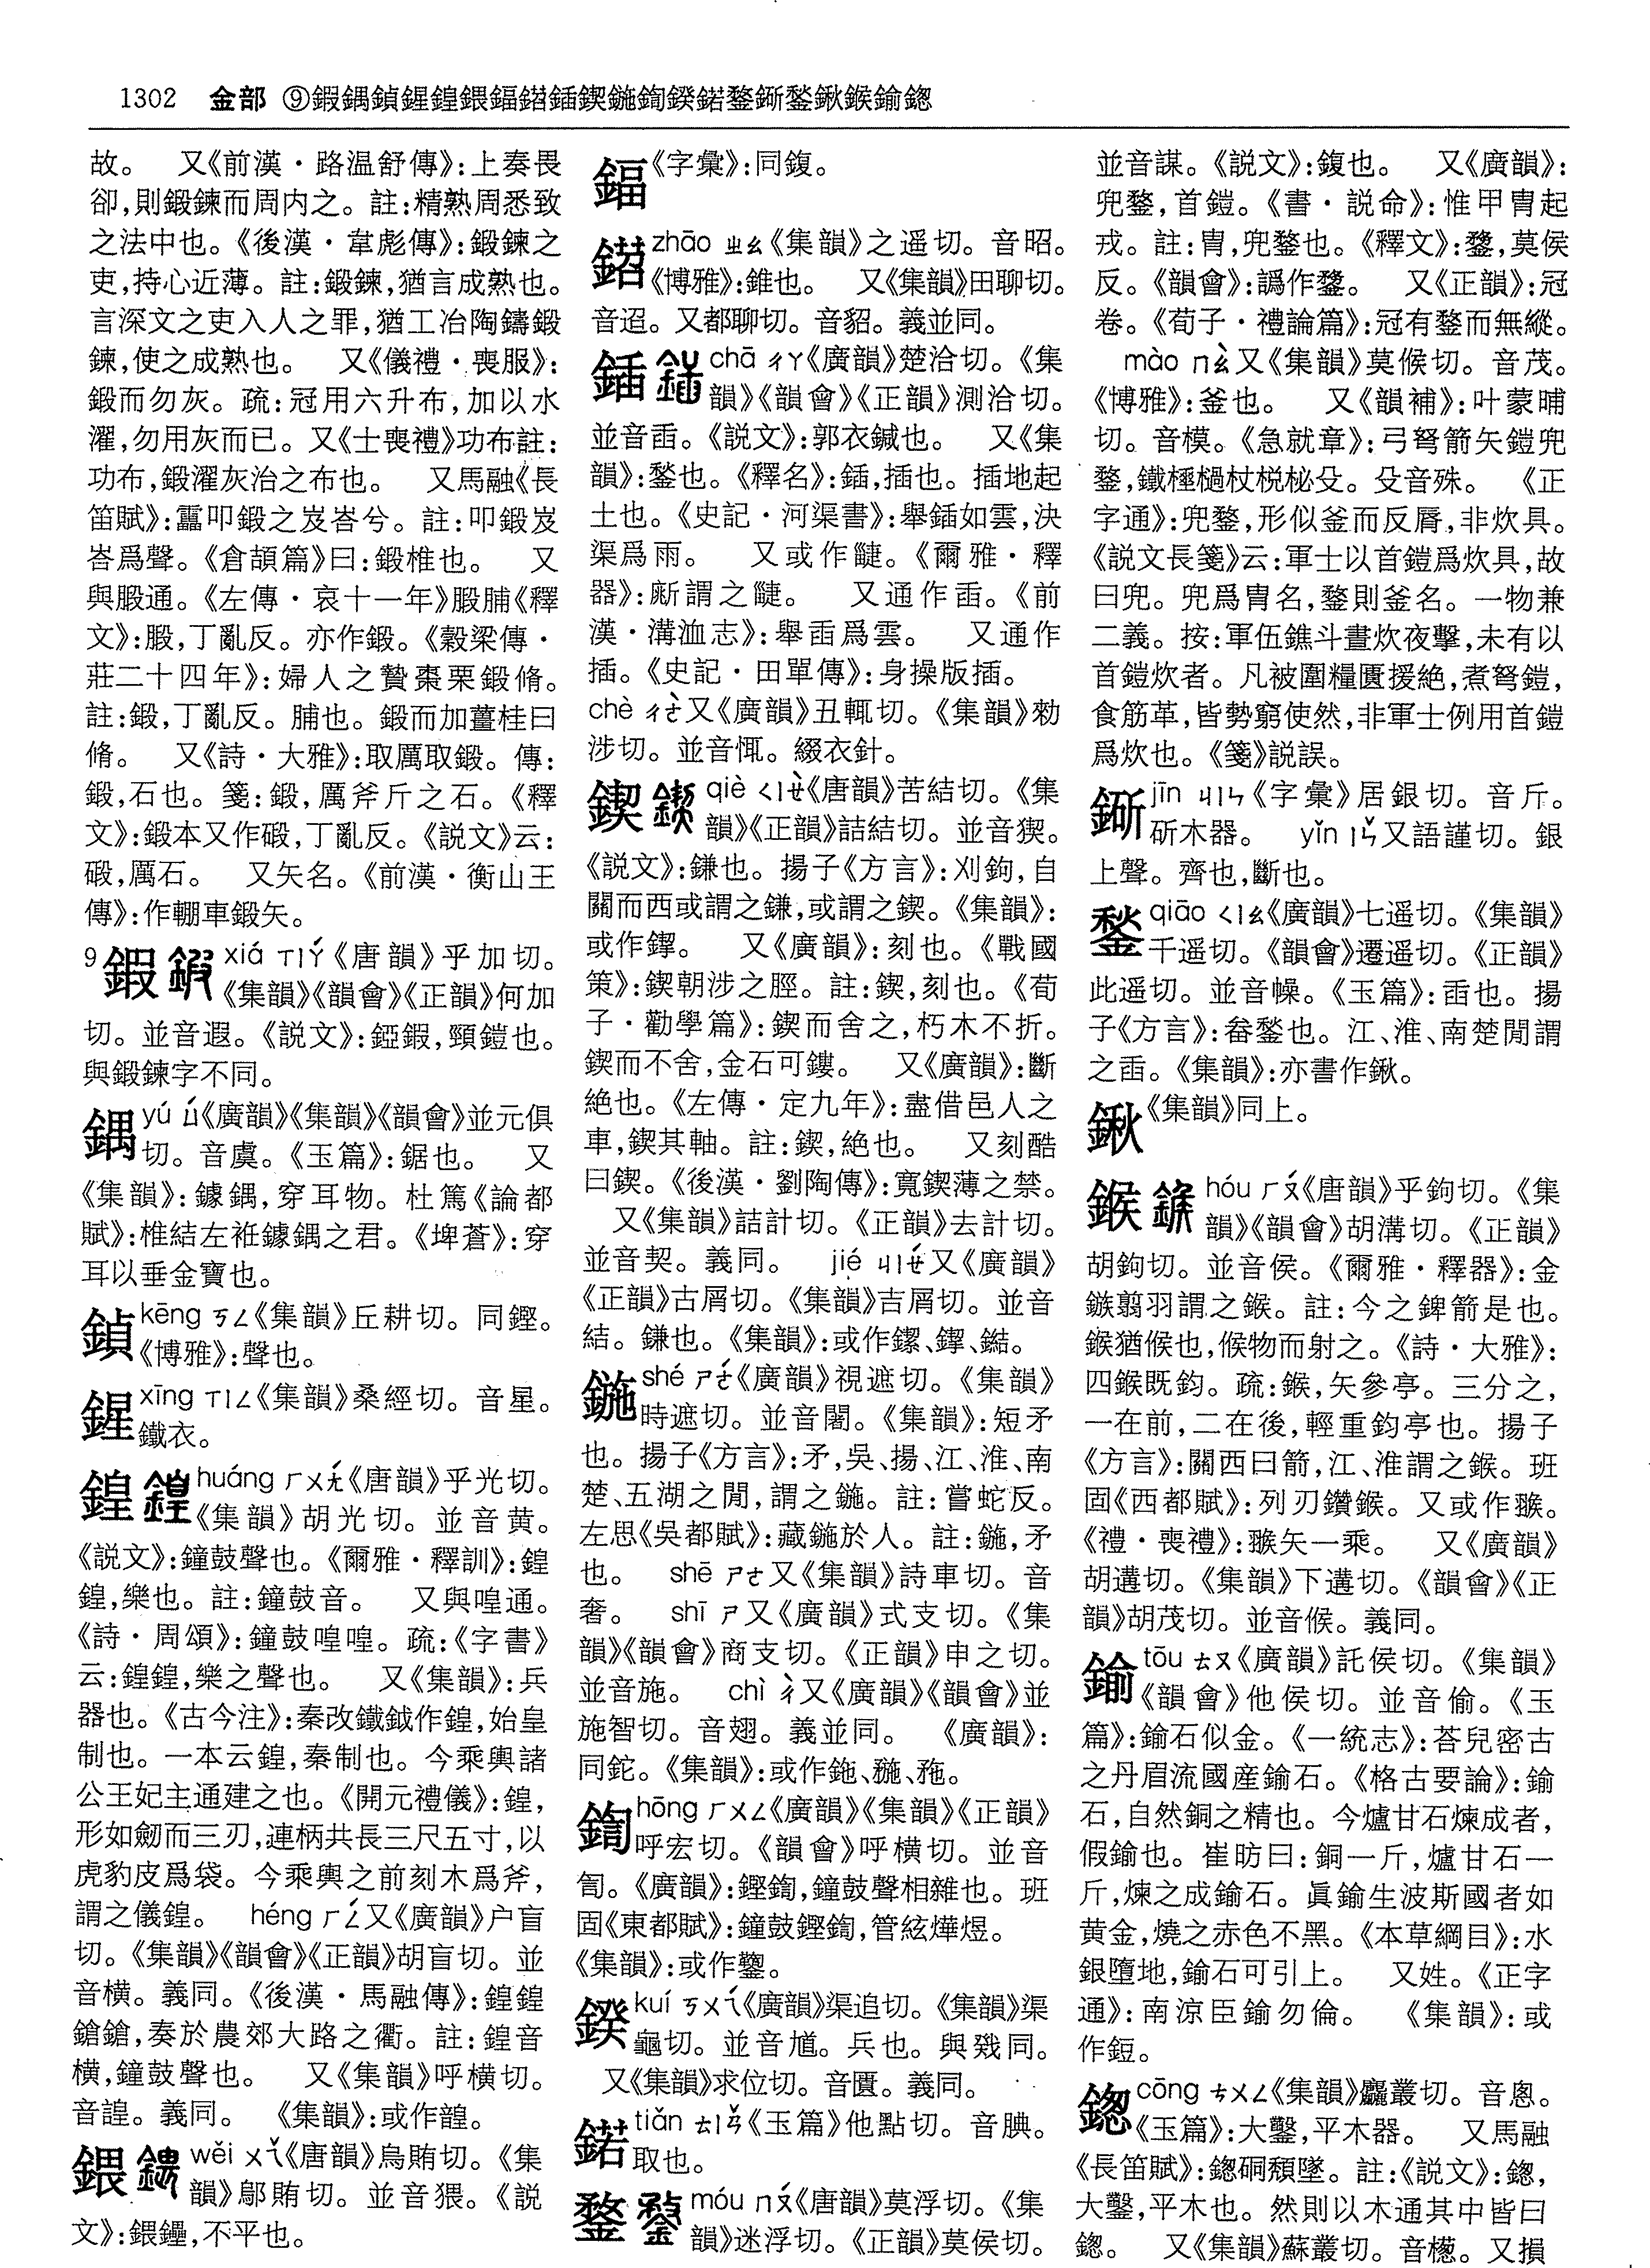 1302 金部 ⑨鍜鍝鍞鍟鍠鍡鍢鍣鍤鍥鍦鍧鍨鍩鍪鍫鍬鍭鍮鍯
故。 又《前漢·路温舒傳》:上奏畏
卻,則鍛鍊而周内之。註:精熟周悉致
之法中也。《後漢·韋彪傳》:鍛鍊之
吏,持心近薄。註:鍛鍊,猶言成熟也。
言深文之吏入人之罪,猶工冶陶鑄鍛
鍊,使之成熟也。 又《儀禮·喪服》:
鍛而勿灰。疏:冠用六升布,加以水
濯,勿用灰而已。又《士喪禮》功布註:
功布,鍛濯灰治之布也。 又馬融《長
笛賦》:靁叩鍛之岌峇兮。註:叩鍛岌
峇爲聲。《倉頡篇》曰:鍛椎也。 又
與腶通。《左傳·哀十一年》腶脯《釋
文》:腶,丁亂反。亦作鍛。《穀梁傳·
莊二十四年》:婦人之贄棗栗鍛脩。
註:鍛,丁亂反。脯也。鍛而加薑桂曰
脩。 又《詩·大雅》:取厲取鍛。傳:
鍛,石也。箋:鍛,厲斧斤之石。《釋
文》:鍛本又作碫,丁亂反。《説文》云:
碫,厲石。 又矢名。《前漢·衡山王
傳》:作輣車鍛矢。
9 鍜 xiá ㄒㄧㄚˊ《唐韻》乎加切。
《集韻》《韻會》《正韻》何加
切。並音遐。《説文》:錏鍜,頸鎧也。
與鍛鍊字不同。
鍝 yú ㄩˊ《廣韻》《集韻》《韻會》並元俱
切。音虞。《玉篇》:鋸也。 又
《集韻》:鐻鍝,穿耳物。杜篤《論都
賦》:椎結左衽鐻鍝之君。《埤蒼》:穿
耳以垂金寶也。
鍞 kēng ㄎㄥ《集韻》丘耕切。同鏗。
《博雅》:聲也。
鍟 xīng ㄒㄧㄥ《集韻》桑經切。音星。
鐵衣。
鍠 huáng ㄏㄨㄤˊ《唐韻》乎光切。
《集韻》胡光切。並音黄。
《説文》:鐘鼓聲也。《爾雅·釋訓》:鍠
鍠,樂也。註:鐘鼓音。 又與喤通。
《詩·周頌》:鐘鼓喤喤。疏:《字書》
云:鍠鍠,樂之聲也。 又《集韻》:兵
器也。《古今注》:秦改鐵鉞作鍠,始皇
制也。一本云鍠,秦制也。今乘輿諸
公王妃主通建之也。《開元禮儀》:鍠,
形如劒而三刃,連柄共長三尺五寸,以
虎豹皮爲袋。今乘輿之前刻木爲斧,
謂之儀鍠。 héng ㄏㄥˊ又《廣韻》户盲
切。《集韻》《韻會》《正韻》胡盲切。並
音橫。義同。《後漢·馬融傳》:鍠鍠
鎗鎗,奏於農郊大路之衢。註:鍠音
橫,鐘鼓聲也。 又《集韻》呼橫切。
音諻。義同。 《集韻》:或作韹。
鍡 wěi ㄨㄟˇ《唐韻》烏賄切。《集
韻》鄔賄切。並音猥。《説
文》:鍡鑸,不平也。
鍢《字彙》:同鍑。
鍣 zhāo ㄓㄠ《集韻》之遥切。音昭。
《博雅》:錐也。 又《集韻》田聊切。
音迢。又都聊切。音貂。義並同。
鍤 chā ㄔㄚ《廣韻》楚洽切。《集
韻》《韻會》《正韻》測洽切。
並音臿。《説文》:郭衣鍼也。 又《集
韻》:鍫也。《釋名》:鍤,插也。插地起
土也。《史記·河渠書》:舉鍤如雲,決
渠爲雨。 又或作疀。《爾雅·釋
器》:㪿謂之疀。 又通作臿。《前
漢·溝洫志》:舉臿爲雲。 又通作
插。《史記·田單傳》:身操版插。
chè ㄔㄜˋ又《廣韻》丑輒切。《集韻》勑
涉切。並音㥉。綴衣針。
鍥 qiè ㄑㄧㄝˋ《唐韻》苦結切。《集
韻》《正韻》詰結切。並音猰。
《説文》:鎌也。揚子《方言》:刈鉤,自
關而西或謂之鎌,或謂之鍥。《集韻》:
或作鐣。 又《廣韻》:刻也。《戰國
策》:鍥朝涉之脛。註:鍥,刻也。《荀
子·勸學篇》:鍥而舍之,朽木不折。
鍥而不舍,金石可鏤。 又《廣韻》:斷
絶也。《左傳·定九年》:盡借邑人之
車,鍥其軸。註:鍥,絶也。 又刻酷
曰鍥。《後漢·劉陶傳》:寬鍥薄之禁。
又《集韻》詰計切。《正韻》去計切。
並音契。義同。 jié ㄐㄧㄝˊ又《廣韻》
《正韻》古屑切。《集韻》吉屑切。並音
結。鎌也。《集韻》:或作鏍、鐣、鐑。
鍦 shé ㄕㄜˊ《廣韻》視遮切。《集韻》
時遮切。並音闍。《集韻》:短矛
也。揚子《方言》:矛,吳、揚、江、淮、南
楚、五湖之閒,謂之鍦。註:嘗蛇反。
左思《吳都賦》:藏鍦於人。註:鍦,矛
也。 shē ㄕㄜ又《集韻》詩車切。音
奢。 shī ㄕ又《廣韻》式支切。《集
韻》《韻會》商支切。《正韻》申之切。
並音施。 chì ㄔˋ又《廣韻》《韻會》並
施智切。音翅。義並同。 《廣韻》:
同鉈。《集韻》:或作釶、䂠、䂖。
鍧 hōng ㄏㄨㄥ《廣韻》《集韻》《正韻》
呼宏切。《韻會》呼橫切。並音
訇。《廣韻》:鏗鍧,鐘鼓聲相雜也。班
固《東都賦》:鐘鼓鏗鍧,管絃燁煜。
《集韻》:或作鑋。
鍨 kuí ㄎㄨㄟˊ《廣韻》渠追切。《集韻》渠
龜切。並音馗。兵也。與戣同。
又《集韻》求位切。音匱。義同。
鍩 tiǎn ㄊㄧㄢˇ《玉篇》他點切。音腆。
取也。
鍪 móu ㄇㄡˊ《唐韻》莫浮切。《集
韻》迷浮切。《正韻》莫侯切。
並音謀。《説文》:鍑也。 又《廣韻》:
兜鍪,首鎧。《書·説命》:惟甲冑起
戎。註:冑,兜鍪也。《釋文》:鍪,莫侯
反。《韻會》:譌作鏊。 又《正韻》:冠
卷。《荀子·禮論篇》:冠有鍪而無縰。
mào ㄇㄠˋ又《集韻》莫候切。音茂。
《博雅》:釜也。 又《韻補》:叶蒙晡
切。音模。《急就章》:弓弩箭矢鎧兜
鍪,鐵棰檛杖棁柲殳。殳音殊。 《正
字通》:兜鍪,形似釜而反脣,非炊具。
《説文長箋》云:軍士以首鎧爲炊具,故
曰兜。兜爲冑名,鍪則釜名。一物兼
二義。按:軍伍鐎斗晝炊夜擊,未有以
首鎧炊者。凡被圍糧匱援絶,煮弩鎧,
食筋革,皆勢窮使然,非軍士例用首鎧
爲炊也。《箋》説誤。
jīn ㄐㄧㄣ《字彙》居銀切。音斤。
斫木器。 yǐn ㄧㄣˇ又語謹切。銀
上聲。齊也,斷也。
鍫 qiāo ㄑㄧㄠ《廣韻》七遥切。《集韻》
千遥切。《韻會》遷遥切。《正韻》
此遥切。並音幧。《玉篇》:臿也。揚
子《方言》:畚鍫也。江、淮、南楚閒謂
之臿。《集韻》:亦書作鍬。
鍬《集韻》同上。
鍭 hóu ㄏㄡˊ《唐韻》乎鉤切。《集
韻》《韻會》胡溝切。《正韻》
胡鉤切。並音侯。《爾雅·釋器》:金
鏃翦羽謂之鍭。註:今之錍箭是也。
鍭猶候也,候物而射之。《詩·大雅》:
四鍭既鈞。疏:鍭,矢參亭。三分之,
一在前,二在後,輕重鈞亭也。揚子
《方言》:關西曰箭,江、淮謂之鍭。班
固《西都賦》:列刃鑽鍭。又或作翭。
《禮·喪禮》:翭矢一乘。 又《廣韻》
胡遘切。《集韻》下遘切。《韻會》《正
韻》胡茂切。並音候。義同。
鍮 tōu ㄊㄡ《廣韻》託侯切。《集韻》
《韻會》他侯切。並音偷。《玉
篇》:鍮石似金。《一統志》:荅兒密古
之丹眉流國産鍮石。《格古要論》:鍮
石,自然銅之精也。今爐甘石煉成者,
假鍮也。崔昉曰:銅一斤,爐甘石一
斤,煉之成鍮石。眞鍮生波斯國者如
黄金,燒之赤色不黑。《本草綱目》:水
銀墮地,鍮石可引上。 又姓。《正字
通》:南涼臣鍮勿倫。 《集韻》:或
作鋀。
鍯 cōng ㄘㄨㄥ《集韻》麤叢切。音悤。
《玉篇》:大鑿,平木器。 又馬融
《長笛賦》:鍯硐隤墜。註:《説文》:鍯,
大鑿,平木也。然則以木通其中皆曰
鍯。 又《集韻》蘇叢切。音檧。又損